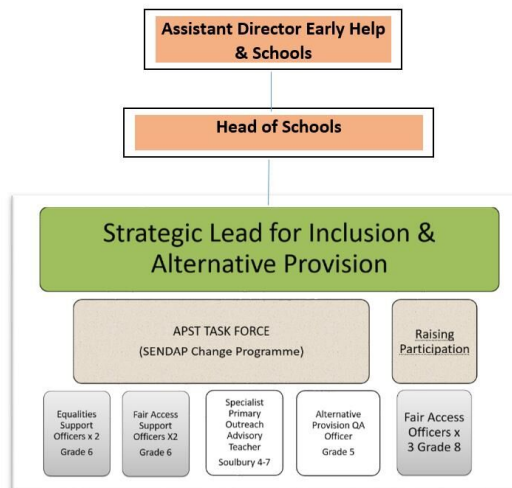 Assistant Director Early Help
& Schools
Head of Schools
Strategic Lead for Inclusion &
Alternative Provision
APST TASK FORCE
(SENDAP Change Programme)
Raising
Participation
Equalities
Support
Officers x 2
Grade 6
Fair Access
Support
Officers X2
Grade 6
Specialist
Primary
Outreach
Advisory
Teacher
Soulbury 4-7
Alternative
Provision QA
Officer
Grade 5
Fair Access
Officers x
3 Grade 8